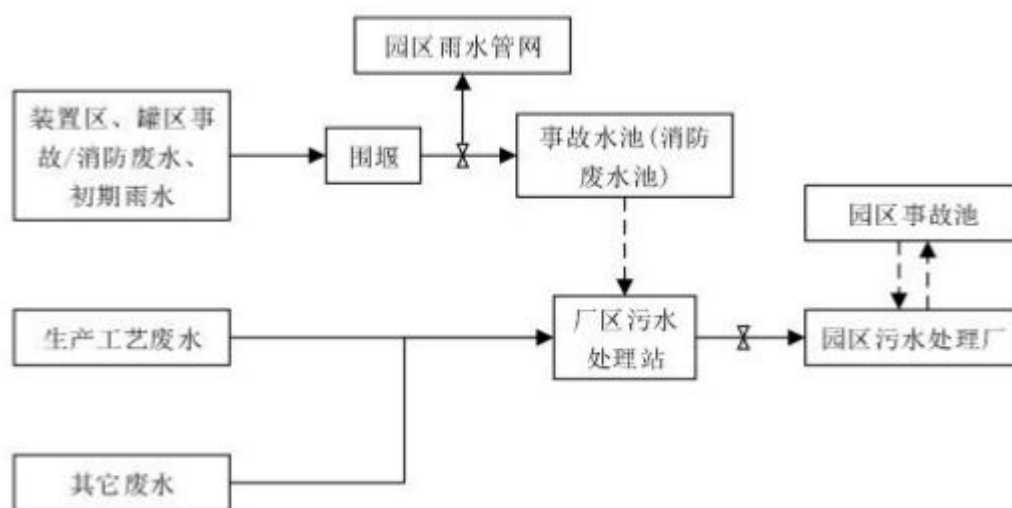 园区雨水管网
装置区、罐区事
故/消防废水、
初期雨水
围堰
事故水池(消防
废水池)
园区事故池
生产工艺废水
厂区污水
处理站
园区污水处理厂
其它废水